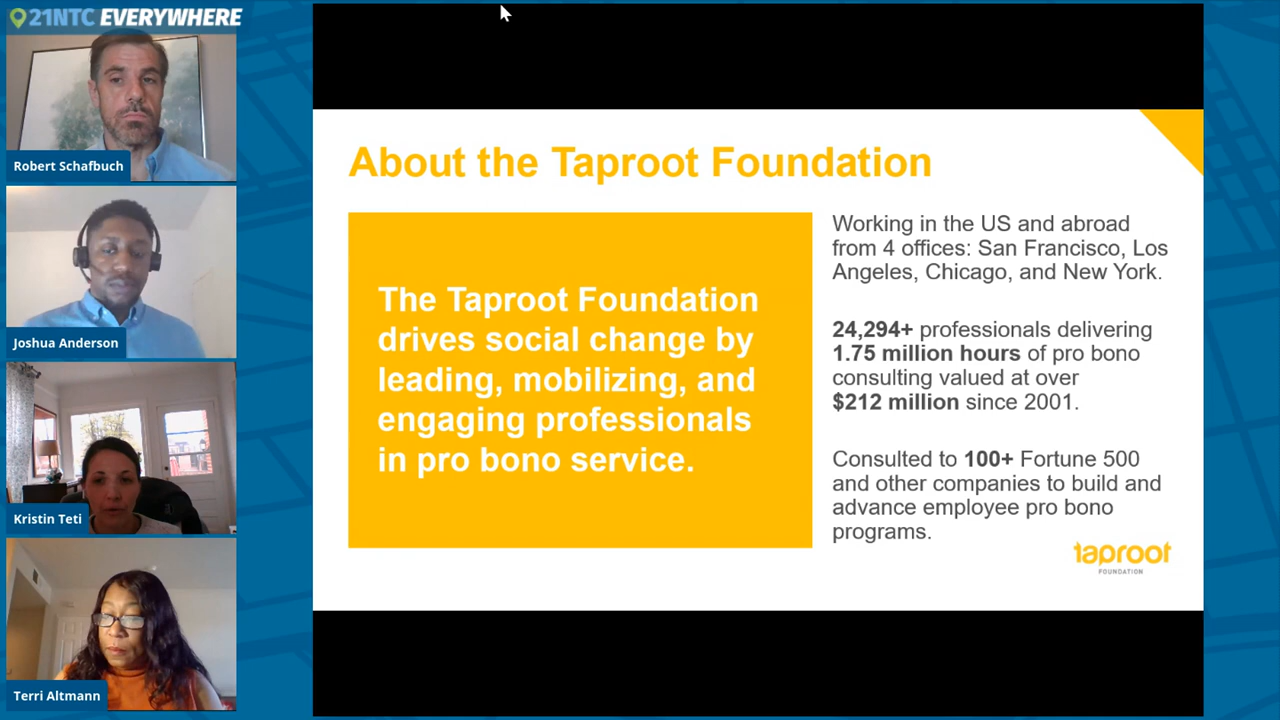 21NTC EVERYWHERE
Robert Schafbuch
Joshua Anderson
Kristin Teti
Terri Altmann
About the Taproot Foundation
The Taproot Foundation
drives social change by
leading, mobilizing, and
engaging professionals
in pro bono service.
Working in the US and abroad
from 4 offices: San Francisco, Los
Angeles, Chicago, and New York.
24,294+ professionals delivering
1.75 million hours of pro bono
consulting valued at over
$212 million since 2001.
Consulted to 100+ Fortune 500
and other companies to build and
advance employee pro bono
programs.
taproot
FOUNDATION